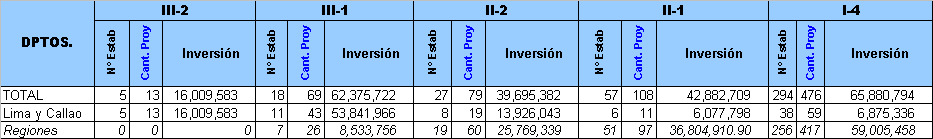 DPTOS. III-2 III-1 II-2 II-1 I-4
N° Estab Cant. Proy Inversión N° Estab Cant. Proy Inversión N° Estab Cant. Proy Inversión N° Estab Cant. Proy Inversión N° Estab Cant. Proy Inversión
TOTAL 5 13 16,009,583 18 69 62,375,722 27 79 39,695,382 57 108 42,882,709 294 476 65,880,794
Lima y Callao 5 13 16,009,583 11 43 53,841,966 8 19 13,926,043 6 11 6,077,798 38 59 6,875,336
Regiones 0 0 0 7 26 8,533,756 19 60 25,769,339 51 97 36,804,910.90 256 417 59,005,458